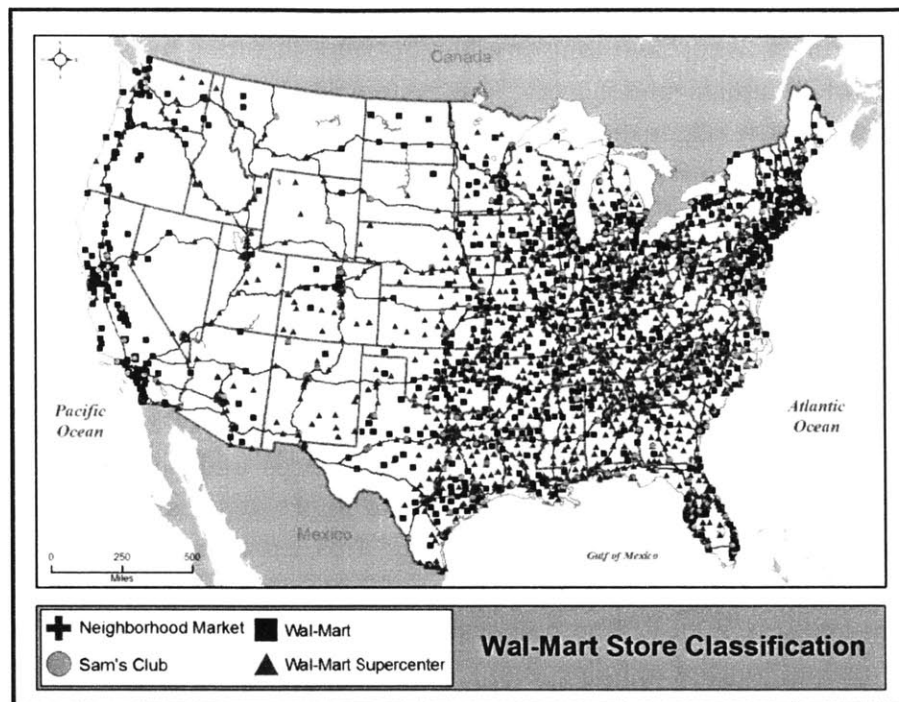 Canada
Pacific
Ocean
Atlantic
Ocean
Mexico
Gulf of Mexico
0 250 500
Miles
Neighborhood Market
Wal-Mart
Sam's Club
Wal-Mart Supercenter
Wal-Mart Store Classification